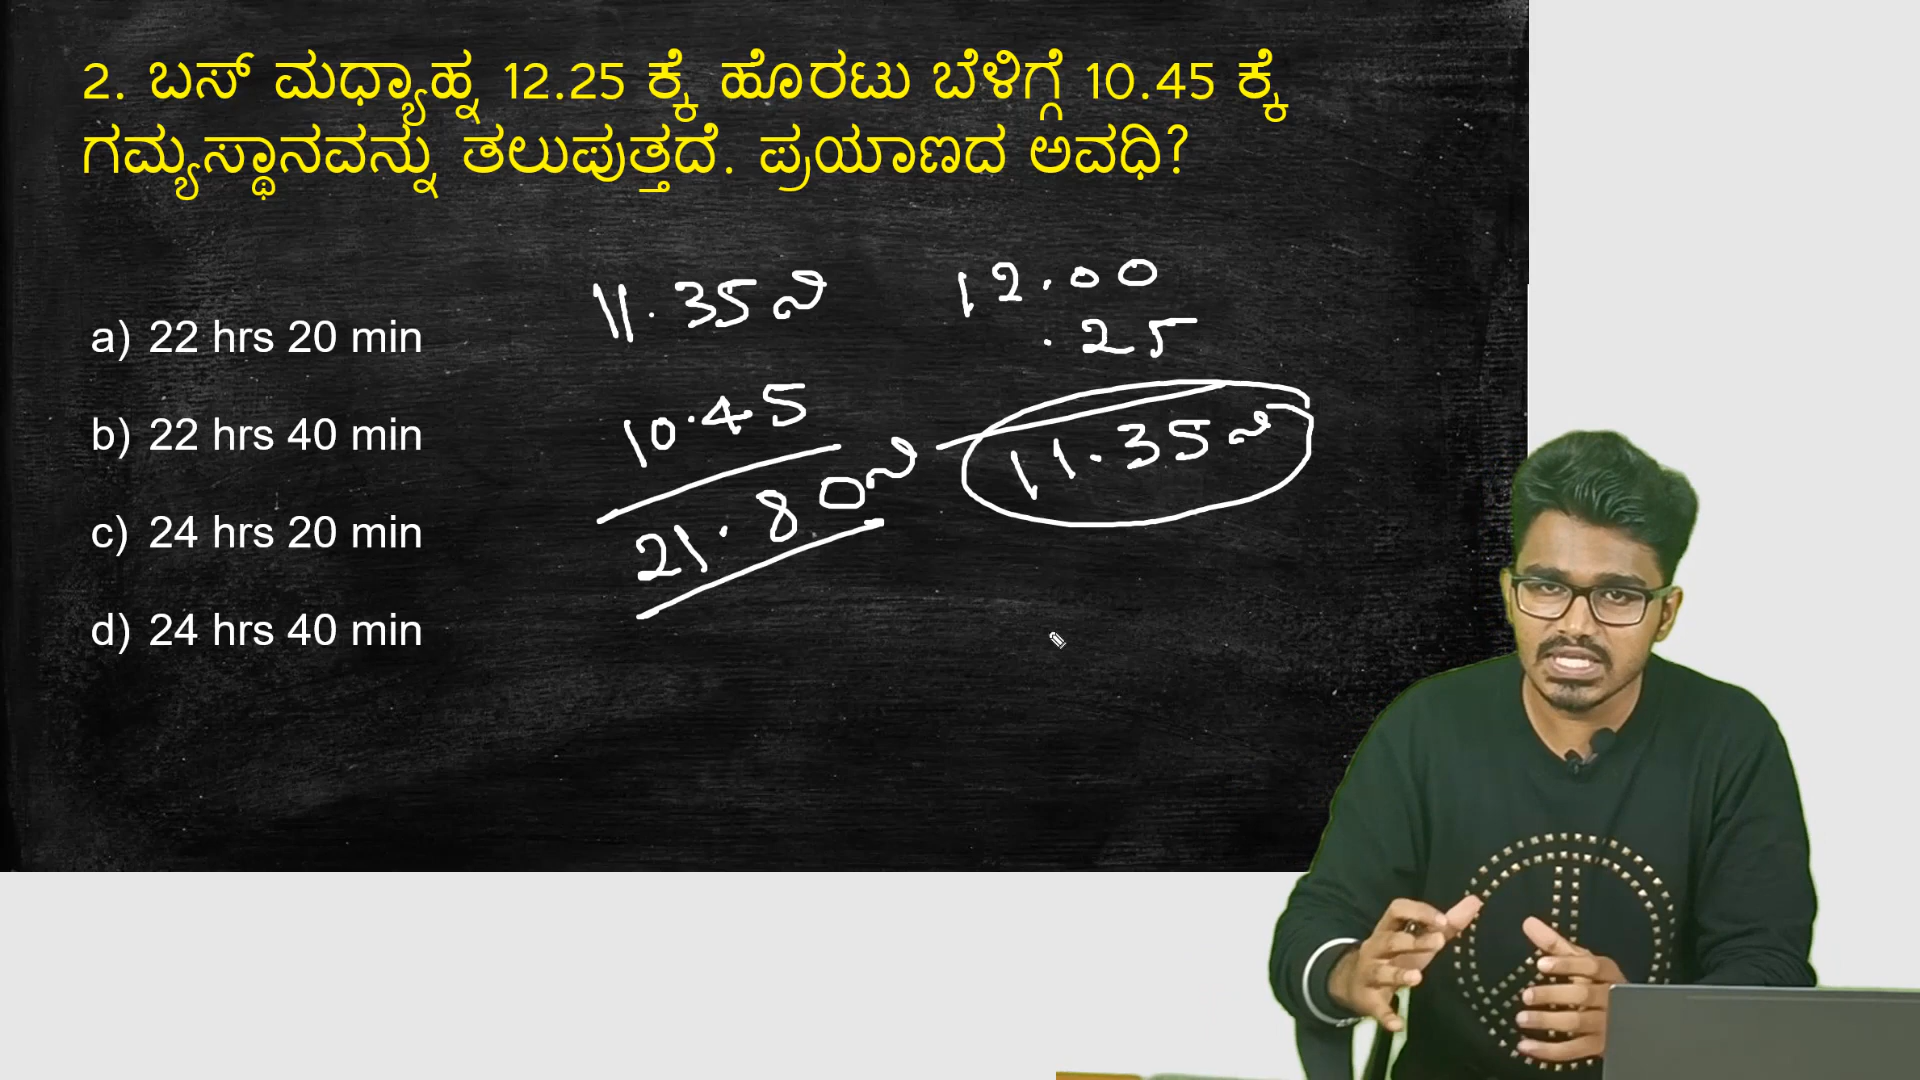 2. ಬಸ್ ಮಧ್ಯಾಹ್ನ 12.25 ಕ್ಕೆ ಹೊರಟು ಬೆಳಿಗ್ಗೆ 10.45 ಕ್ಕೆ
ಗಮ್ಯಸ್ಥಾನವನ್ನು ತಲುಪುತ್ತದೆ. ಪ್ರಯಾಣದ ಅವಧಿ?
a) 22 hrs 20 min
b) 22 hrs 40 min
c) 24 hrs 20 min
d) 24 hrs 40 min
11.35 ನಿ
10.45
21.80 ನಿ
12.00
.25
11.35 ನಿ